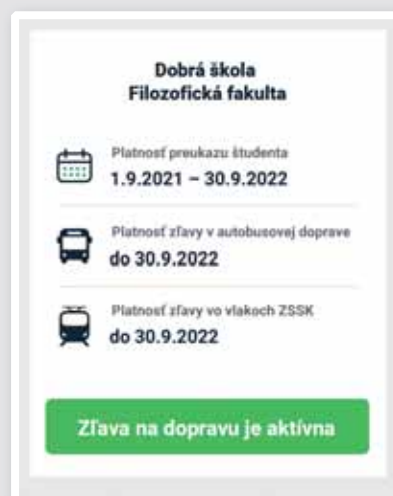 Dobrá škola
Filozofická fakulta
Platnosť preukazu študenta
1.9.2021 – 30.9.2022
Platnosť zľavy v autobusovej doprave
do 30.9.2022
Platnosť zľavy vo vlakoch ZSSK
do 30.9.2022
Zľava na dopravu je aktívna